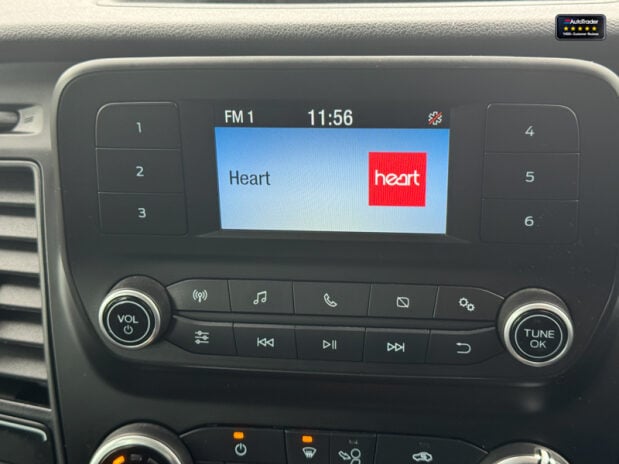 AutoTrader
FM 1
11:56
Heart
heart
1
2
3
4
5
6
VOL
TUNE
OK